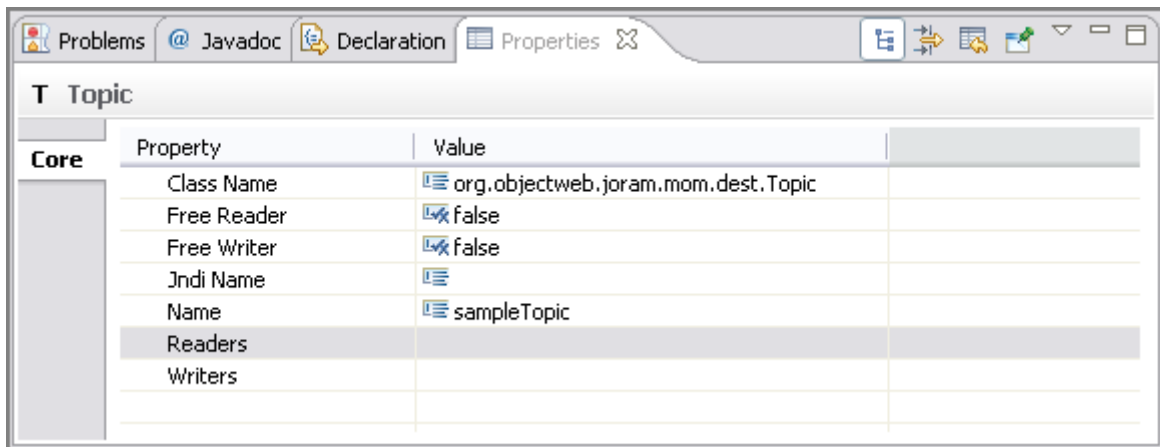 Problems @ Javadoc Declaration Properties
T Topic
Core
Property Value
Class Name org.objectweb.joram.mom.dest.Topic
Free Reader false
Free Writer false
Jndi Name
Name sampleTopic
Readers
Writers